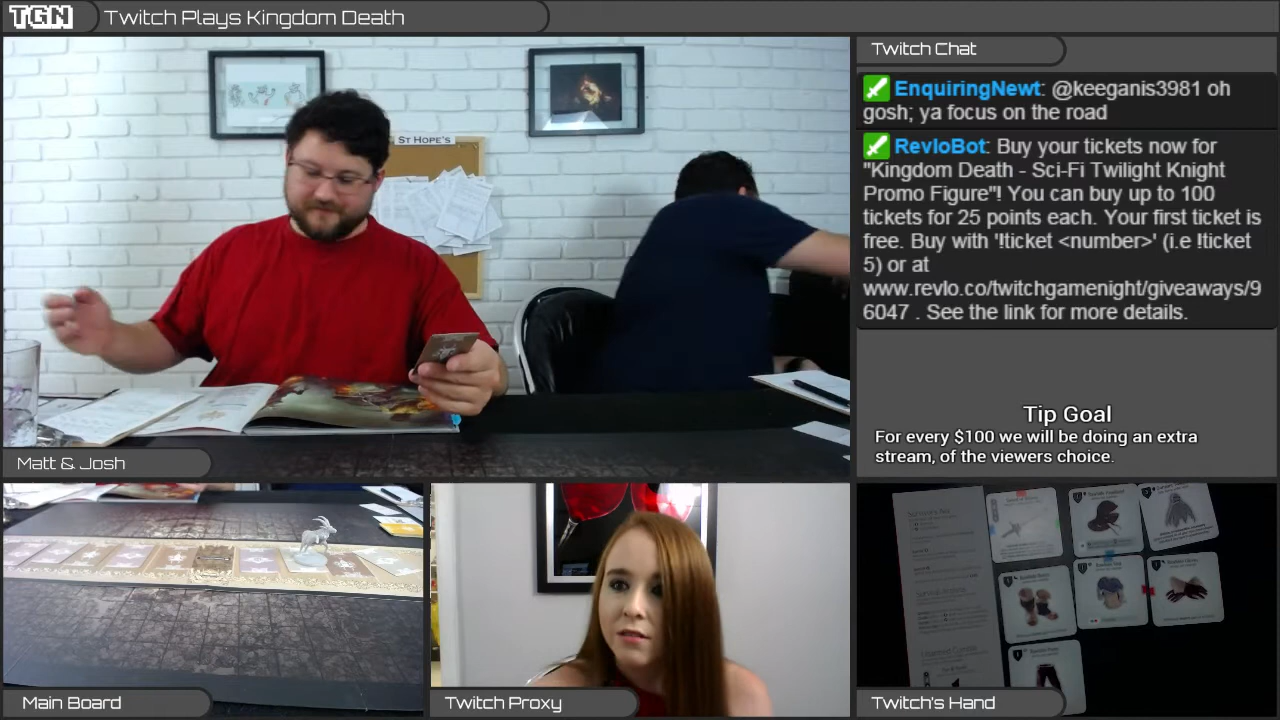 TGN Twitch Plays Kingdom Death
Twitch Chat
EnquiringNewt: @keeganis3981 oh
gosh; ya focus on the road
RevloBot: Buy your tickets now for
"Kingdom Death - Sci-Fi Twilight Knight
Promo Figure"! You can buy up to 100
tickets for 25 points each. Your first ticket is
free. Buy with '!ticket <number>' (i.e !ticket
5) or at
www.revlo.co/twitchgamenight/giveaways/9
6047 . See the link for more details.
Tip Goal
For every $100 we will be doing an extra
stream, of the viewers choice.
St Hope's
Matt & Josh
Main Board
Twitch Proxy
Twitch's Hand